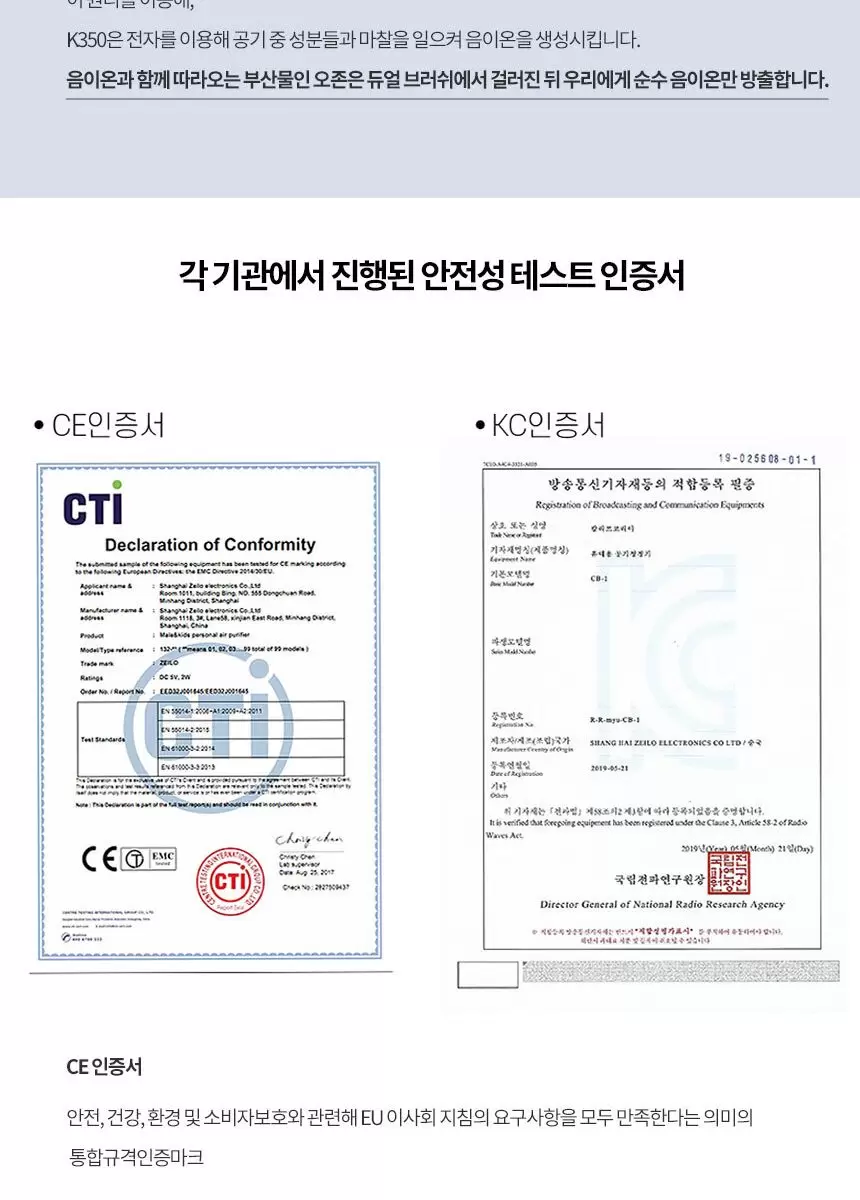 K350은 전자를 이용해 공기 중 성분들과 마찰을 일으켜 음이온을 생성시킵니다.
음이온과 함께 따라오는 부산물인 오존은 듀얼 브러쉬에서 걸러진 뒤 우리에게 순수 음이온만 방출합니다.
각 기관에서 진행된 안전성 테스트 인증서
• CE인증서
CTI
Declaration of Conformity
The submitted sample of the following equipment has been tested for CE marking according
to the following European Directives: the EMC Directive 2014/30/EU.
Applicant name & address : Shanghai Zeilo electronics Co.,Ltd
Room 1011, building Bing, NO. 555 Dongchuan Road,
Minhang District, Shanghai
Manufacturer name & address : Shanghai Zeilo electronics Co.,Ltd
Room 1118, 3#, Lane58, xinjian East Road, Minhang District,
Shanghai, China
Product : Male&kids personal air purifier
Model/Type reference : 132-** ( **means 01, 02, 03....99 total of 99 models )
Trade mark : ZEILO
Ratings : DC 5V, 2W
Order No. / Report No. : EED32J001645/EED32J001645
Test Standards
EN 55014-1:2006+A1:2009+A2:2011
EN 55014-2:2015
EN 61000-3-2:2014
EN 61000-3-3:2013
This Declaration is for the exclusive use of CTI's Client and is provided pursuant to the agreement between CTI and its Client.
Note : This Declaration is part of the full test report(s) and should be read in conjunction with it.
CE
EMC
tested
CTI
Christy Chen
Lab supervisor
Date: Aug 25, 2017
Check No.: 2927509437
• KC인증서
19-025608-01-1
방송통신기자재등의 적합등록 필증
Registration of Broadcasting and Communication Equipments
상호 또는 성명
Trade Name or Registrant
기자재명칭(제품명칭)
Equipment Name
휴대용 공기청정기
기본모델명
Basic Model Number
CB-1
파생모델명
Series Model Number
등록번호
Registration No.
R-R-myu-CB-1
제조자/제조(조립)국가
Manufacturer/Country of Origin
SHANG HAI ZEILO ELECTRONICS CO LTD / 중국
등록연월일
Date of Registration
2019-05-21
기타
Others
위 기자재는 「전파법」 제58조의2 제3항에 따라 등록되었음을 증명합니다.
It is verified that foregoing equipment has been registered under the Clause 3, Article 58-2 of Radio
Waves Act.
2019년(Year) 05월(Month) 21일(Day)
국립전파연구원장
Director General of National Radio Research Agency
CE 인증서
안전, 건강, 환경 및 소비자보호와 관련해 EU 이사회 지침의 요구사항을 모두 만족한다는 의미의
통합규격인증마크